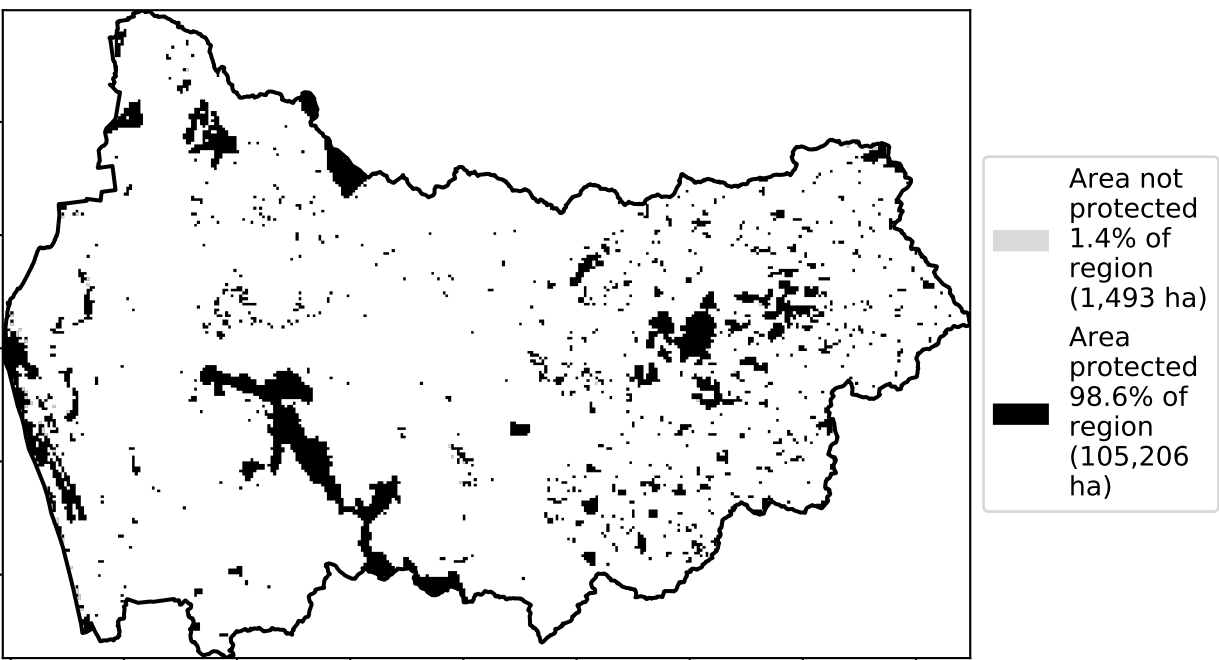 Area not
protected
1.4% of
region
(1,493 ha)
Area
protected
98.6% of
region
(105,206
ha)